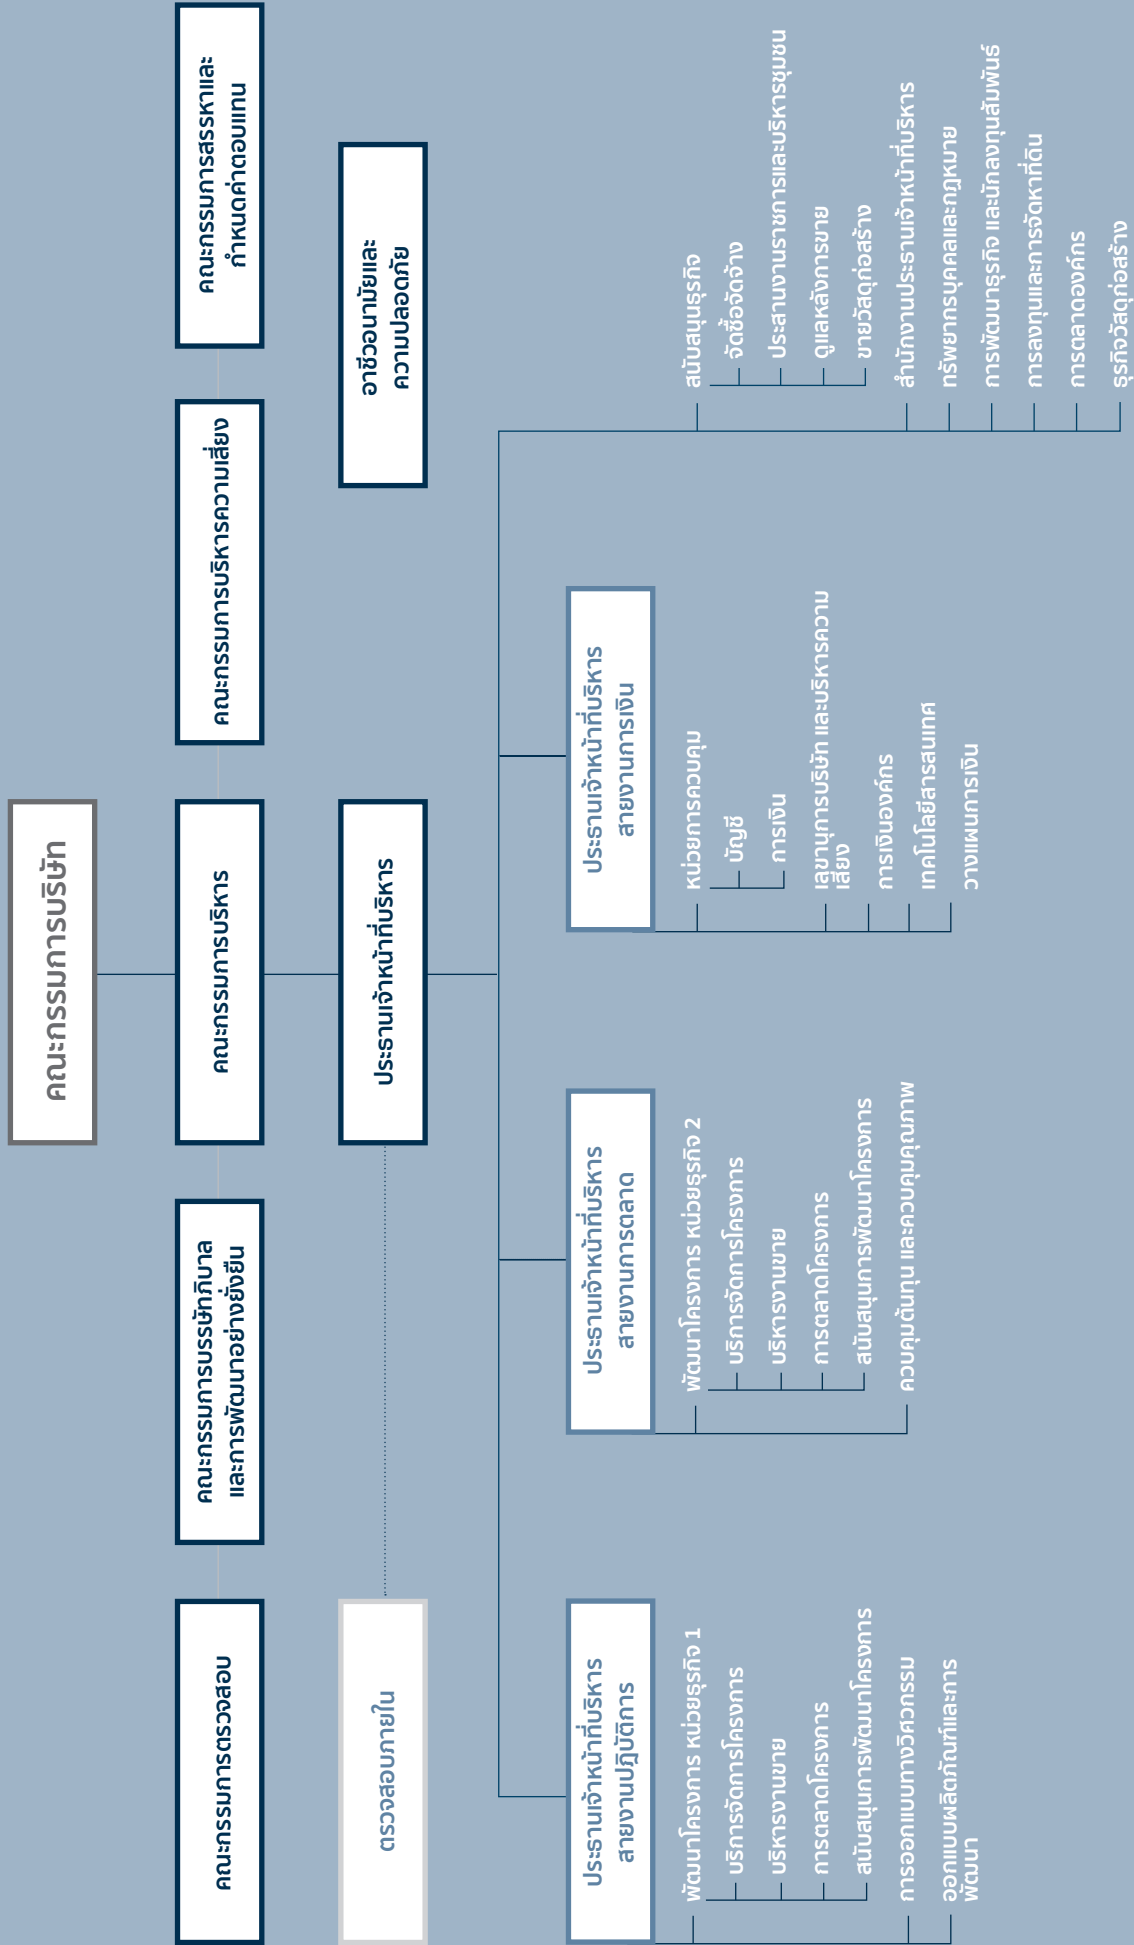 คณะกรรมการบริษัท
คณะกรรมการตรวจสอบ
คณะกรรมการบรรษัทภิบาล
และการพัฒนาอย่างยั่งยืน
คณะกรรมการบริหาร
คณะกรรมการบริหารความเสี่ยง
คณะกรรมการสรรหาและ
กำหนดค่าตอบแทน
ตรวจสอบภายใน
ประธานเจ้าหน้าที่บริหาร
อาชีวอนามัยและ
ความปลอดภัย
ประธานเจ้าหน้าที่บริหาร
สายงานปฏิบัติการ
พัฒนาโครงการ หน่วยธุรกิจ 1
บริการจัดการโครงการ
บริหารงานขาย
การตลาดโครงการ
สนับสนุนการพัฒนาโครงการ
การออกแบบทางวิศวกรรม
ออกแบบผลิตภัณฑ์และการ
พัฒนา
ประธานเจ้าหน้าที่บริหาร
สายงานการตลาด
พัฒนาโครงการ หน่วยธุรกิจ 2
บริการจัดการโครงการ
บริหารงานขาย
การตลาดโครงการ
สนับสนุนการพัฒนาโครงการ
ควบคุมต้นทุน และควบคุมคุณภาพ
ประธานเจ้าหน้าที่บริหาร
สายงานการเงิน
หน่วยการควบคุม
บัญชี
การเงิน
เลขานุการบริษัท และบริหารความ
เสี่ยง
การเงินองค์กร
เทคโนโลยีสารสนเทศ
วางแผนการเงิน
สนับสนุนธุรกิจ
จัดซื้อจัดจ้าง
ประสานงานราชการและบริหารชุมชน
ดูแลหลังการขาย
ขายวัสดุก่อสร้าง
สำนักงานประธานเจ้าหน้าที่บริหาร
ทรัพยากรบุคคลและกฎหมาย
การพัฒนาธุรกิจ และนักลงทุนสัมพันธ์
การลงทุนและการจัดหาที่ดิน
การตลาดองค์กร
ธุรกิจวัสดุก่อสร้าง